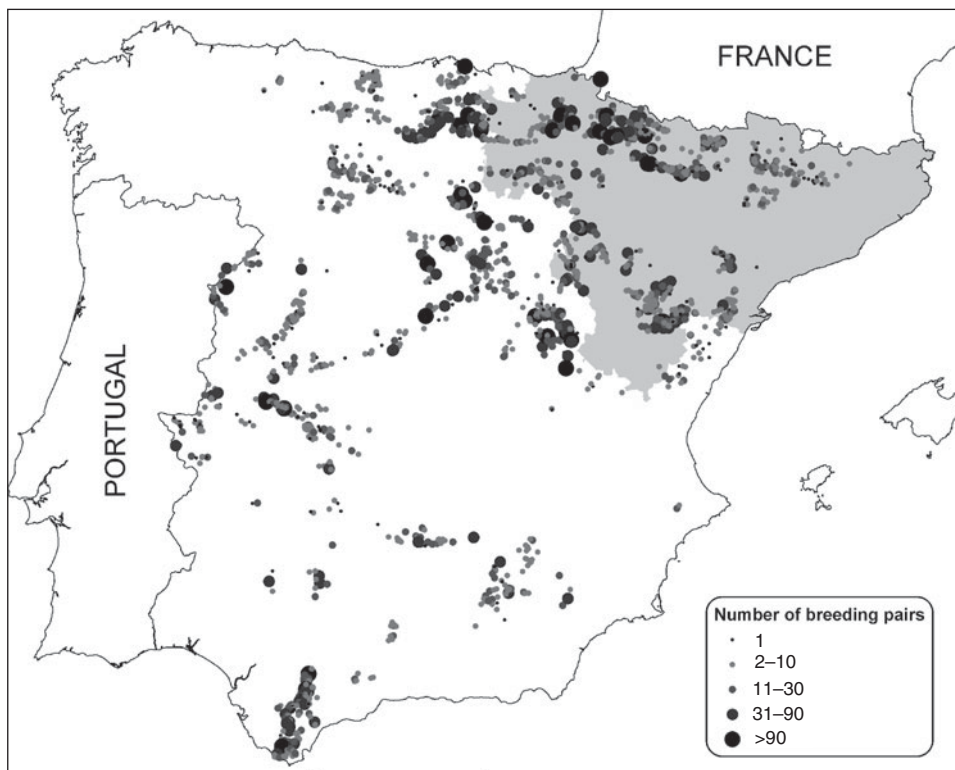 FRANCE
PORTUGAL
Number of breeding pairs
1
2–10
11–30
31–90
>90